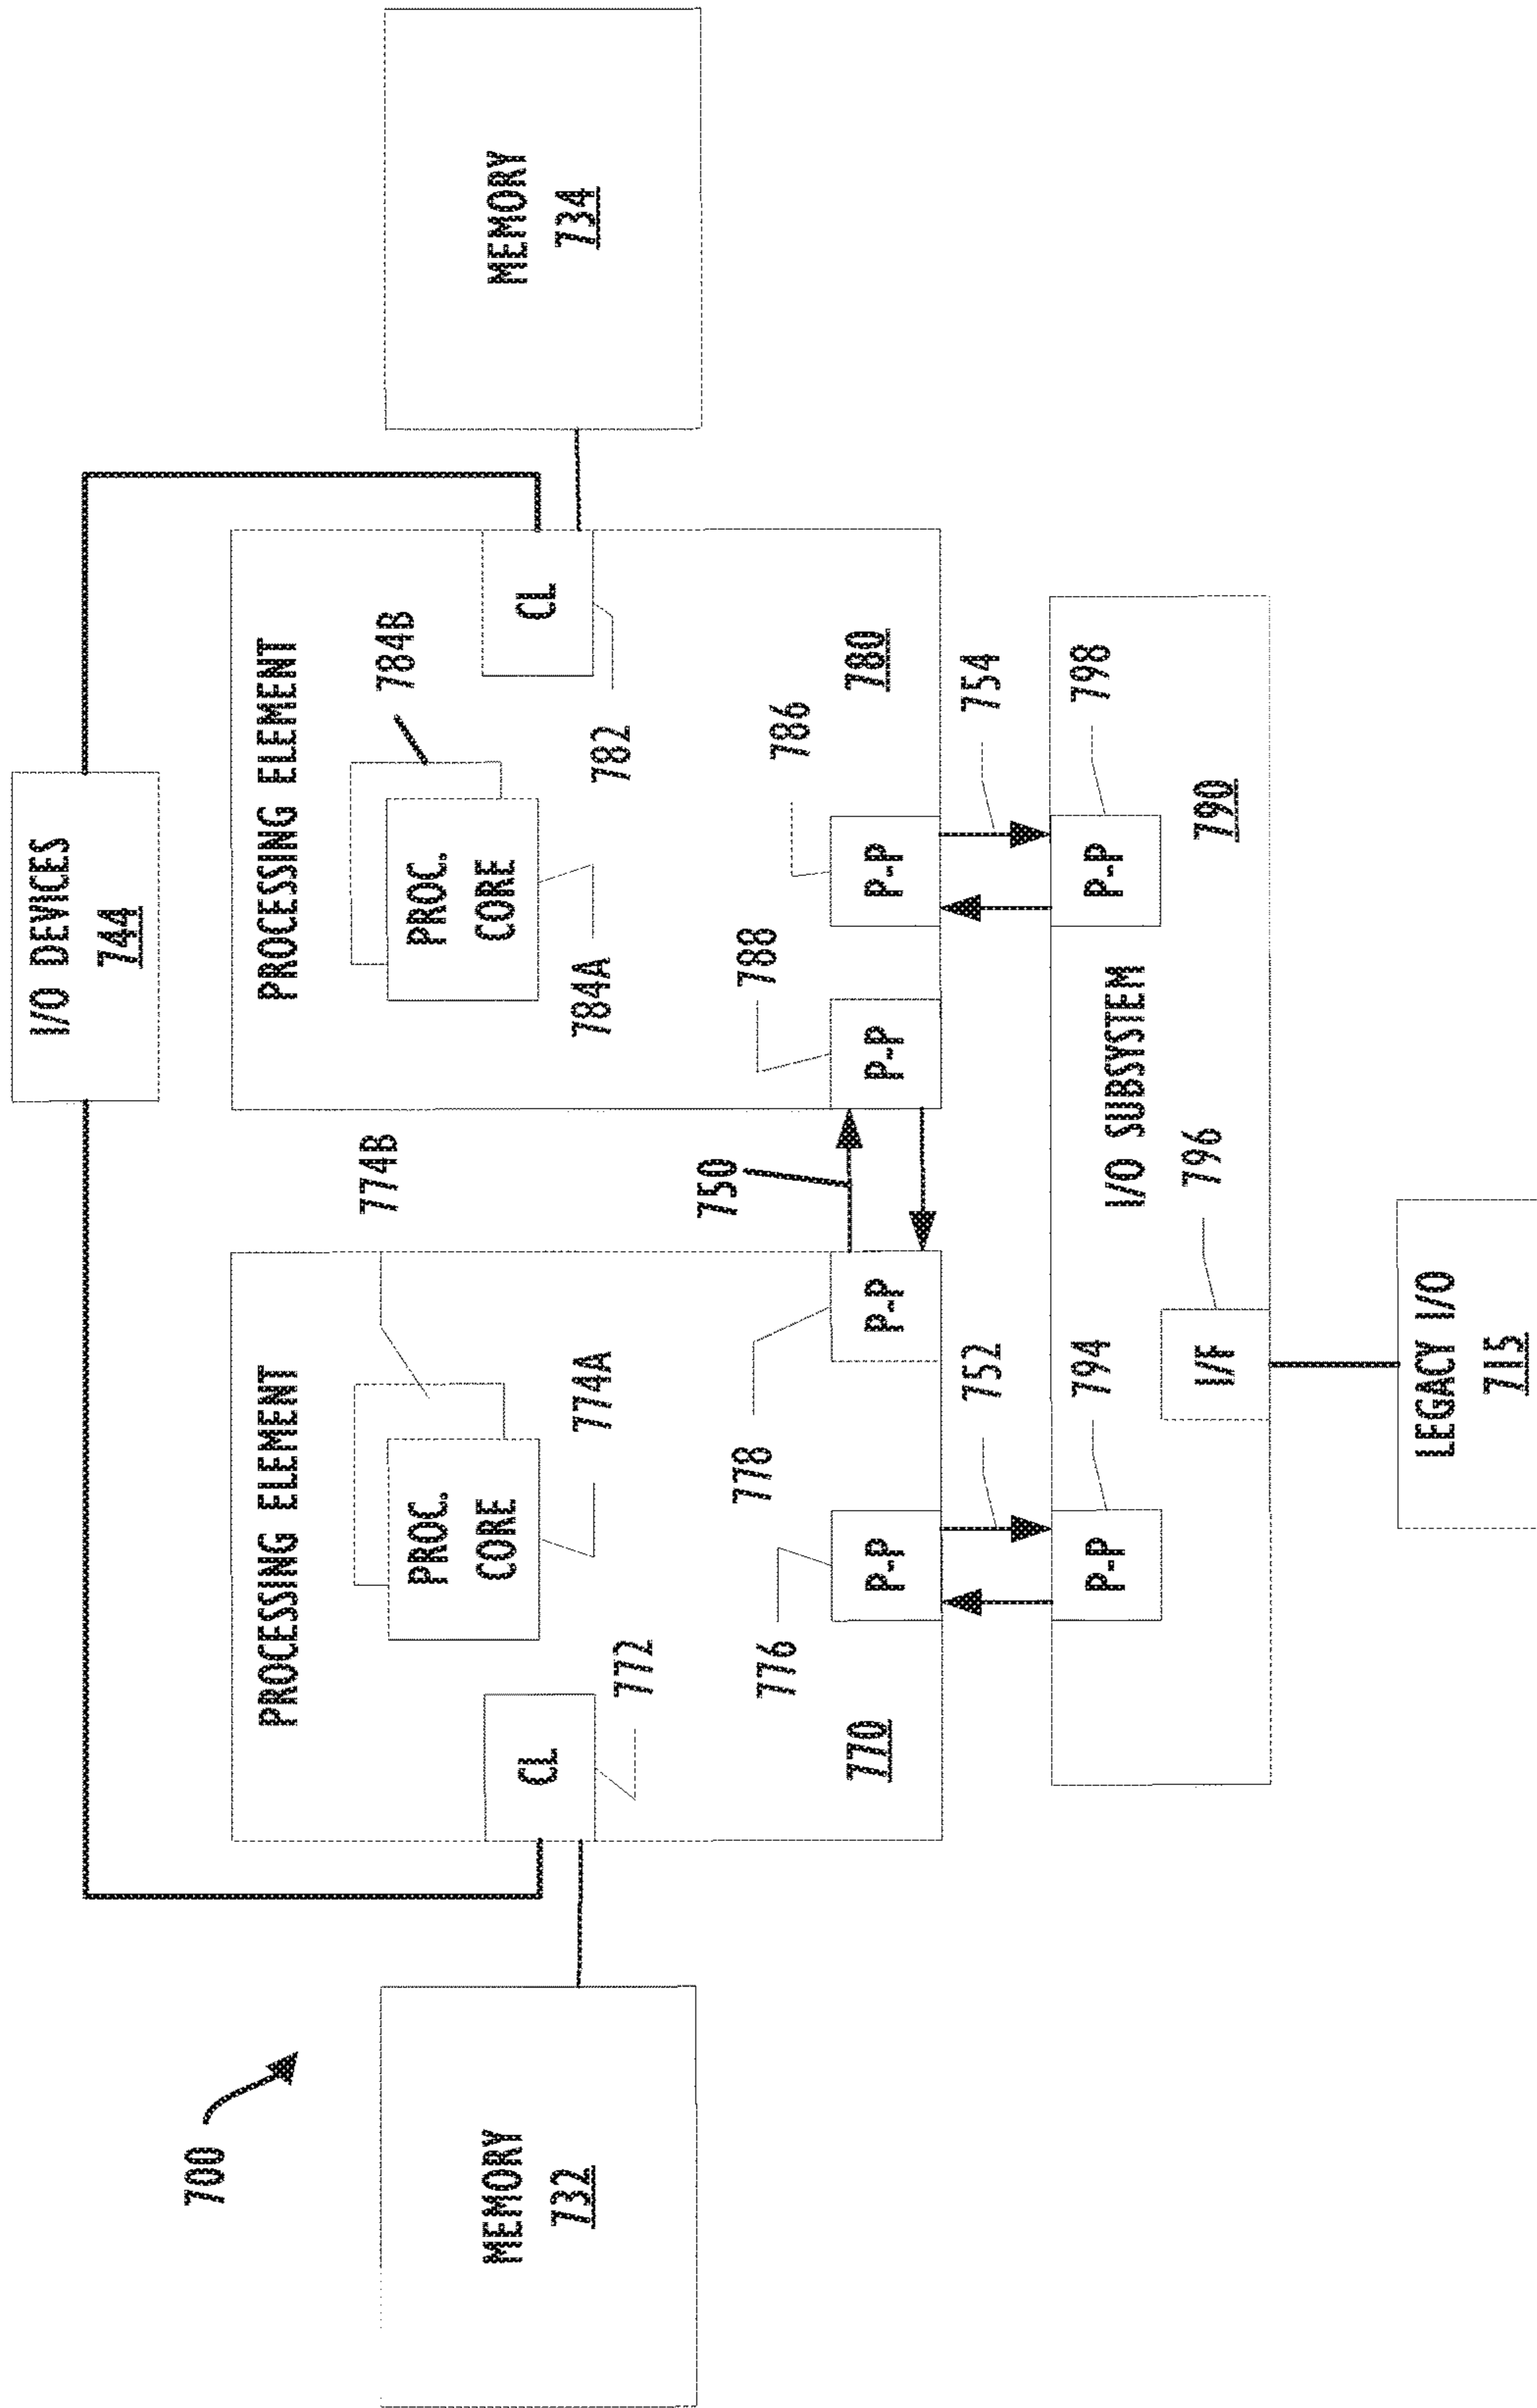 I/O DEVICES
744
700
PROCESSING ELEMENT
774B
PROCESSING ELEMENT
784B
MEMORY
732
CL
PROC.
CORE
PROC.
CORE
CL
MEMORY
734
772
774A
784A
782
776
778
750
788
786
770
P-P
P-P
P-P
P-P
780
752
754
794
798
P-P
I/O SUBSYSTEM
P-P
796
I/F
790
LEGACY I/O
715